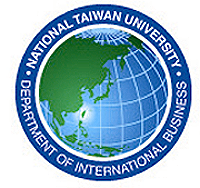 • NATIONAL TAIWAN UNIVERSITY •
DEPARTMENT OF INTERNATIONAL BUSINESS